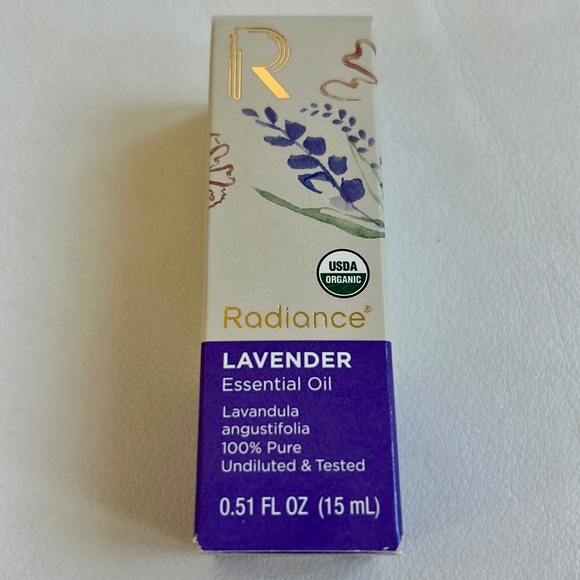 R
USDA
ORGANIC
Radiance®
LAVENDER
Essential Oil
Lavandula
angustifolia
100% Pure
Undiluted & Tested
0.51 FL OZ (15 mL)